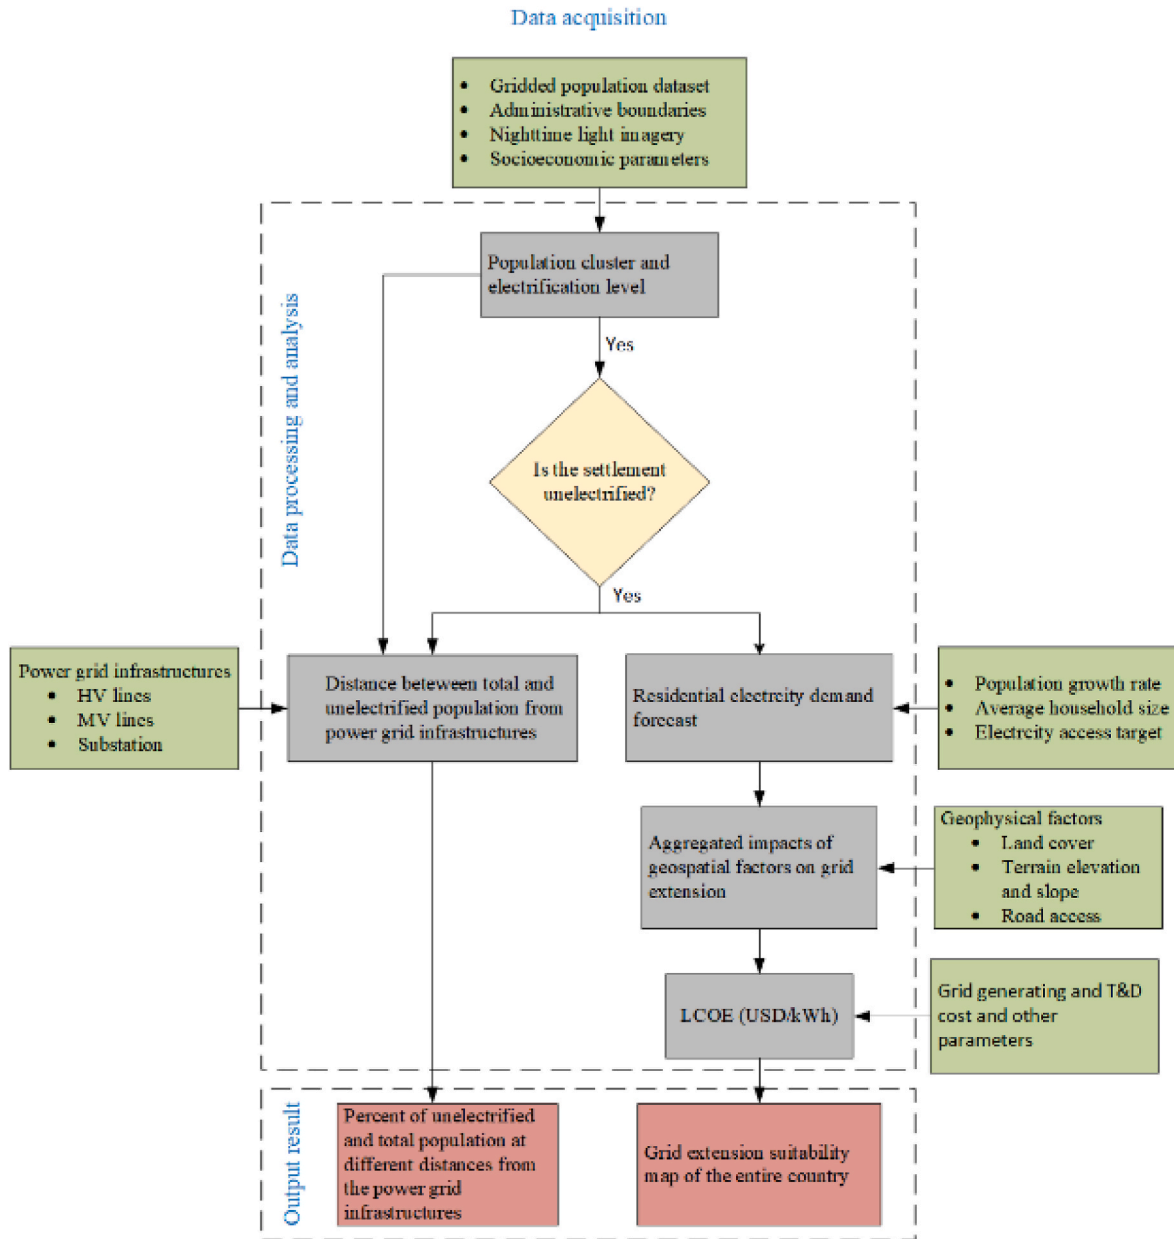 Data acquisition
• Gridded population dataset
• Administrative boundaries
• Nighttime light imagery
• Socioeconomic parameters
Data processing and analysis
Population cluster and
electrification level
Yes
Is the settlement
unelectrified?
Yes
Power grid infrastructures
• HV lines
• MV lines
• Substation
Distance beteween total and
unelectrified population from
power grid infrastructures
Residential electrcity demand
forecast
• Population growth rate
• Average household size
• Electrcity access target
Aggregated impacts of
geospatial factors on grid
extension
Geophysical factors
• Land cover
• Terrain elevation
and slope
• Road access
LCOE (USD/kWh)
Grid generating and T&D
cost and other
parameters
Output result
Percent of unelectrified
and total population at
different distances from
the power grid
infrastructures
Grid extension suitability
map of the entire country